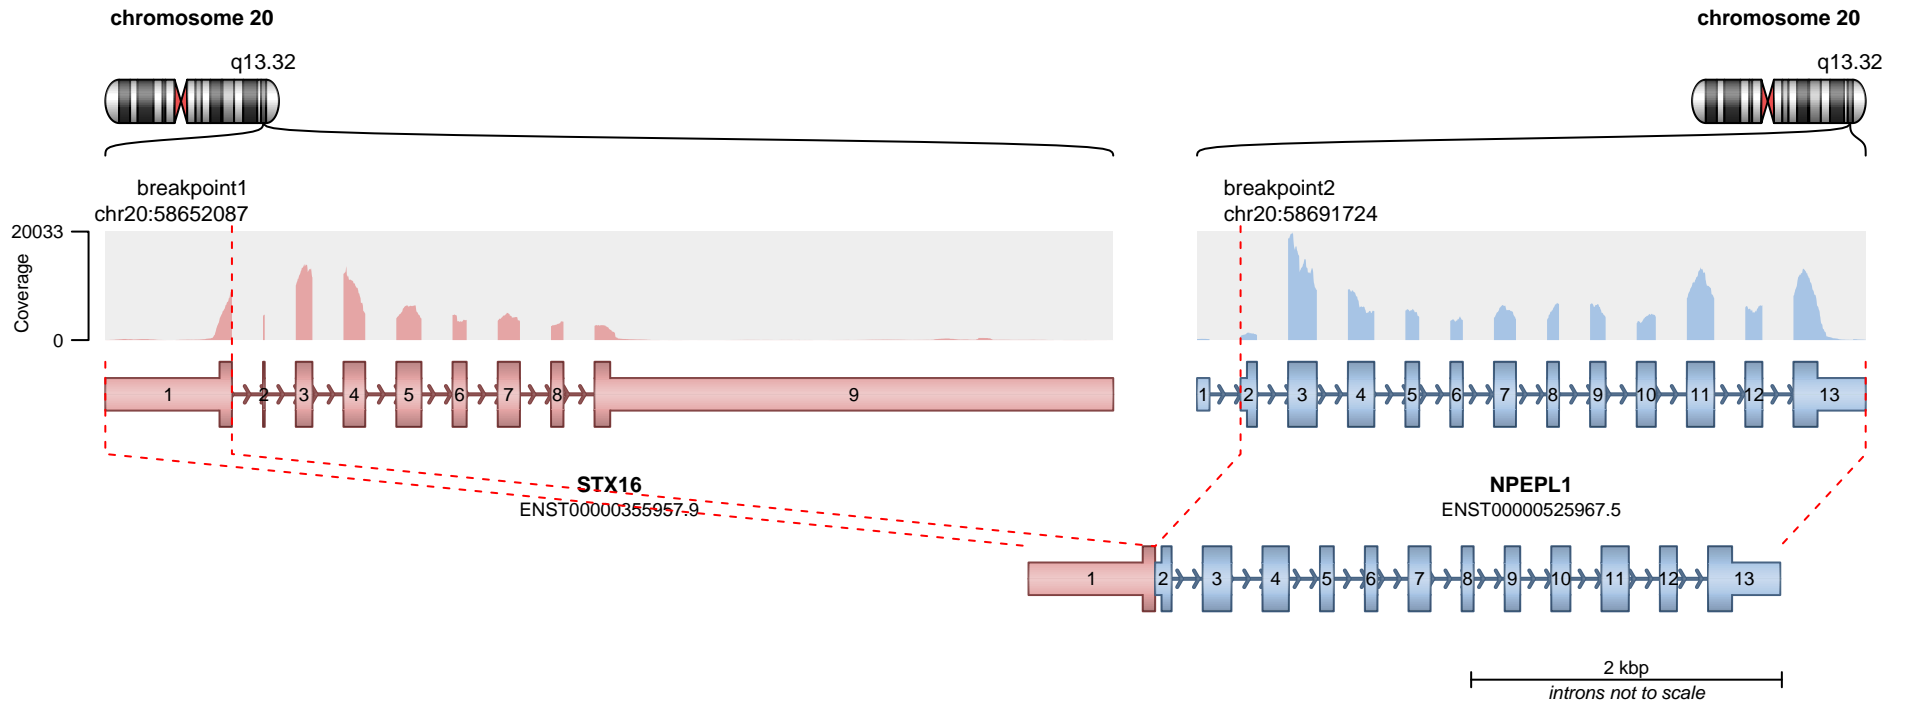 chromosome 20
chromosome 20
q13.32
q13.32
breakpoint1
chr20:58652087
breakpoint2
chr20:58691724
20033
Coverage
0
1 2 3 4 5 6 7 8 9
1 2 3 4 5 6 7 8 9 10 11 12 13
STX16
ENST00000355957.9
NPEPL1
ENST00000525967.5
1 2 3 4 5 6 7 8 9 10 11 12 13
2 kbp
introns not to scale